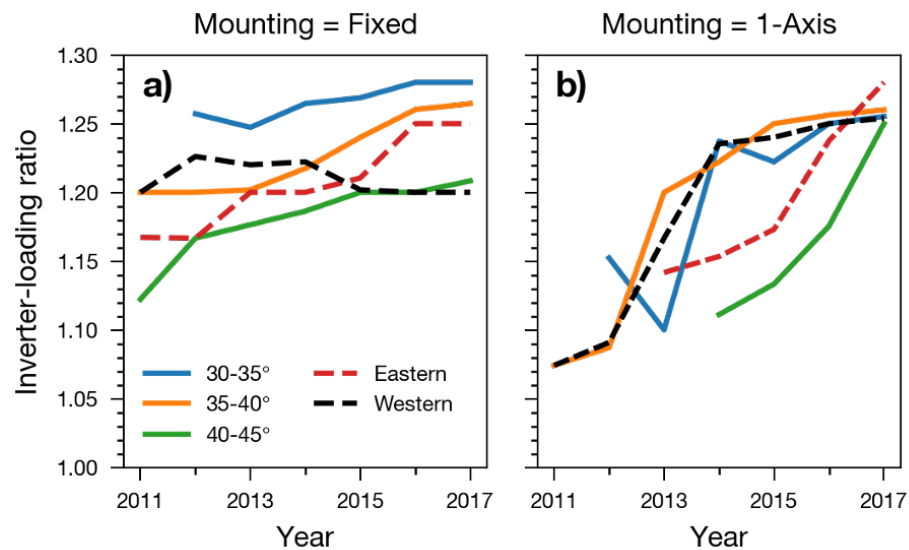 Mounting = Fixed
Mounting = 1-Axis
a)
b)
Inverter-loading ratio
1.30
1.25
1.20
1.15
1.10
1.05
1.00
30-35°
35-40°
40-45°
Eastern
Western
2011 2013 2015 2017
2011 2013 2015 2017
Year
Year